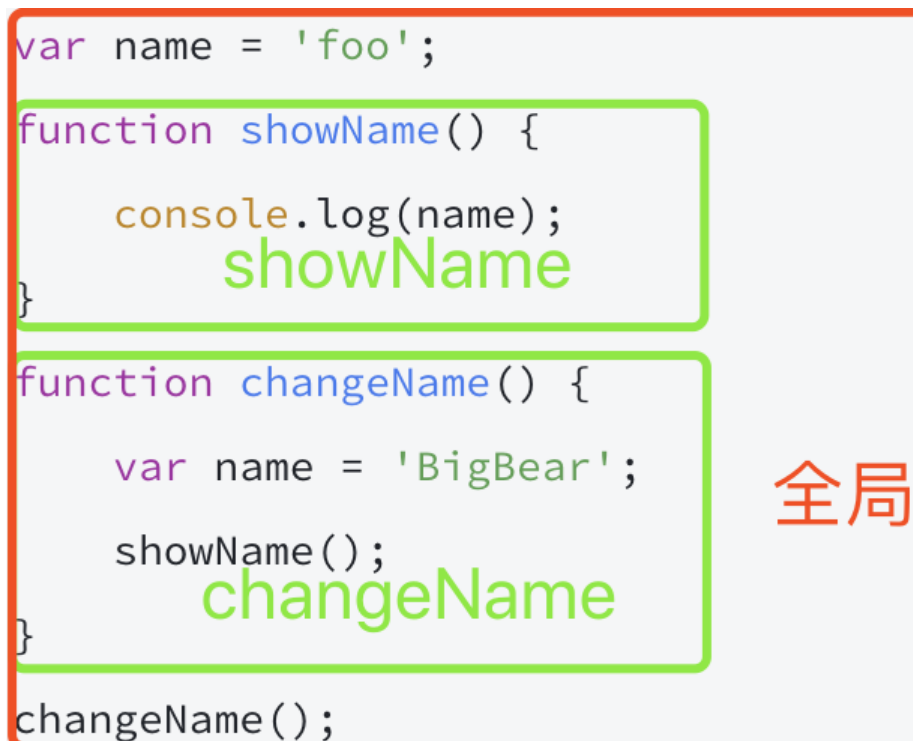 var name = 'foo';
function showName() {
console.log(name);
showName
}
function changeName() {
var name = 'BigBear';
全局
showName();
changeName
}
changeName();